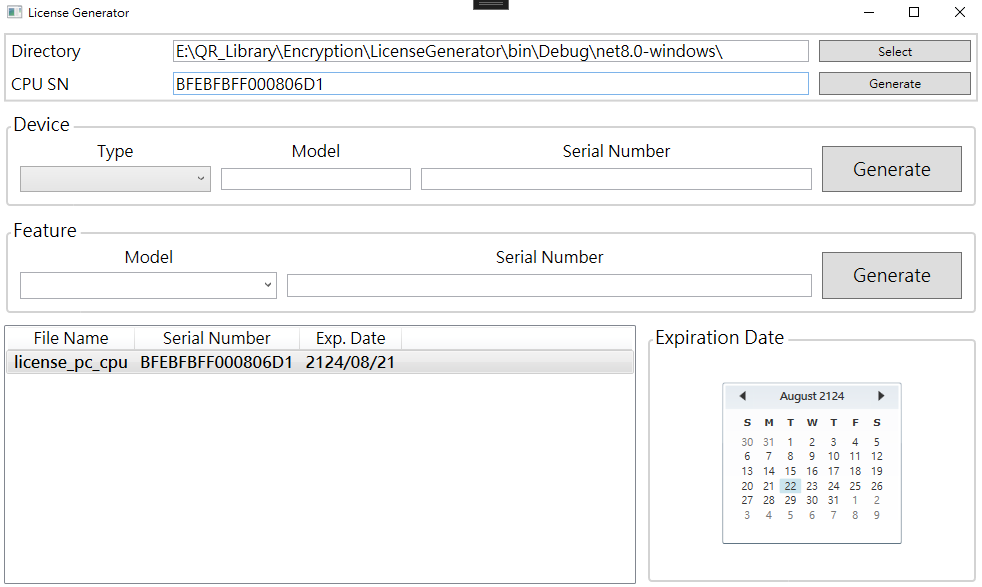 License Generator
Directory E:\QR_Library\Encryption\LicenseGenerator\bin\Debug\net8.0-windows\ Select
CPU SN BFEBFBFF000806D1 Generate
Device
Type Model Serial Number
Generate
Feature
Model Serial Number
Generate
File Name Serial Number Exp. Date
license_pc_cpu BFEBFBFF000806D1 2124/08/21
Expiration Date
August 2124
S M T W T F S
30 31 1 2 3 4 5
6 7 8 9 10 11 12
13 14 15 16 17 18 19
20 21 22 23 24 25 26
27 28 29 30 31 1 2
3 4 5 6 7 8 9